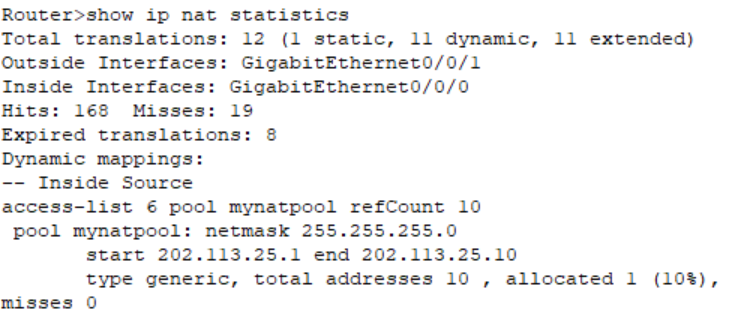 Router>show ip nat statistics
Total translations: 12 (1 static, 11 dynamic, 11 extended)
Outside Interfaces: GigabitEthernet0/0/1
Inside Interfaces: GigabitEthernet0/0/0
Hits: 168  Misses: 19
Expired translations: 8
Dynamic mappings:
-- Inside Source
access-list 6 pool mynatpool refCount 10
 pool mynatpool: netmask 255.255.255.0
       start 202.113.25.1 end 202.113.25.10
       type generic, total addresses 10 , allocated 1 (10%),
misses 0